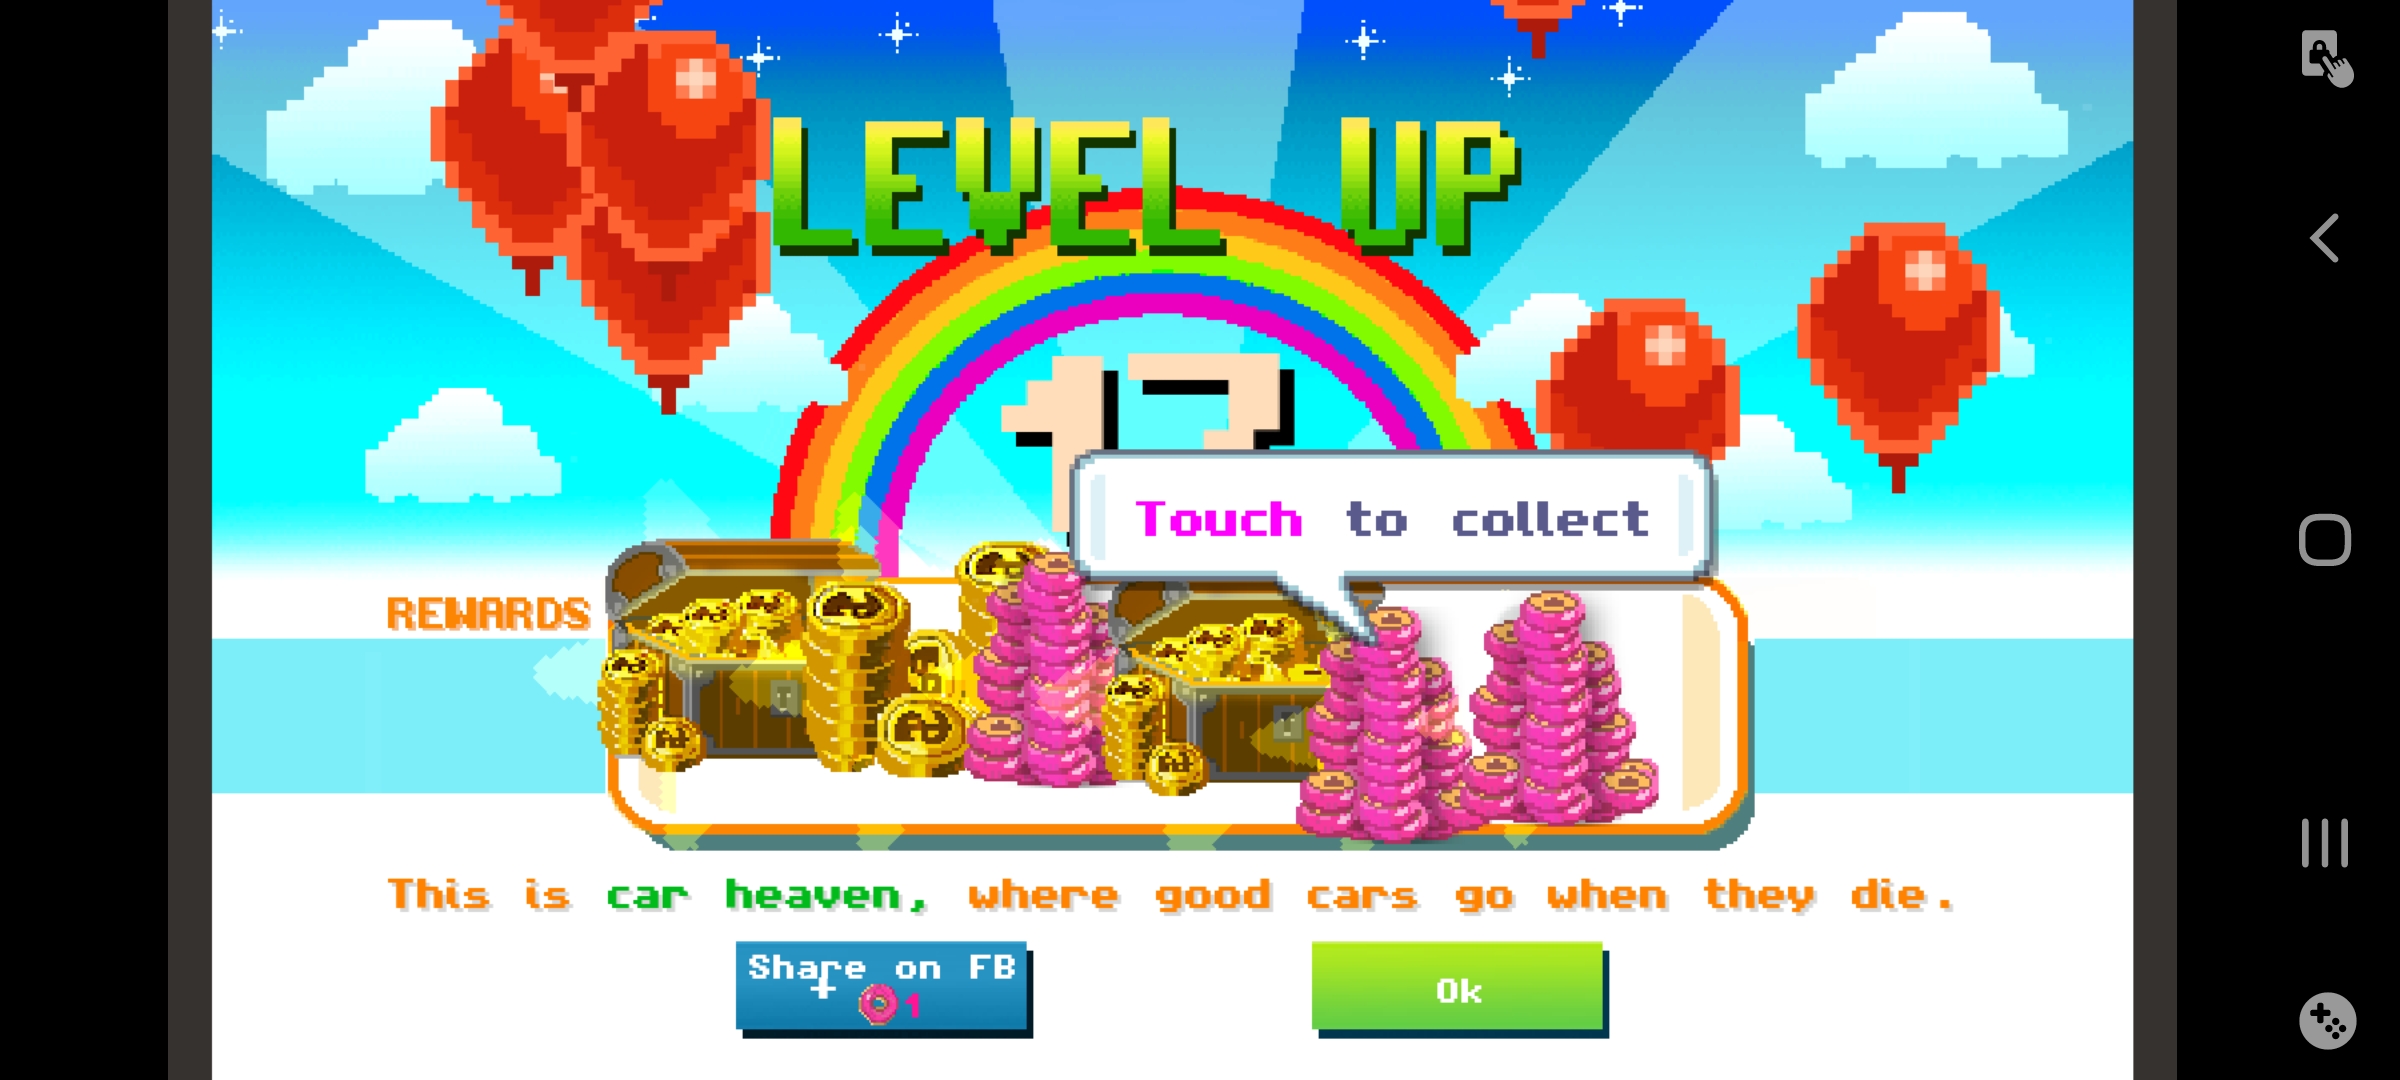 LEVEL UP
17
Touch to collect
REWARDS
This is car heaven, where good cars go when they die.
Share on FB
+ 1
Ok